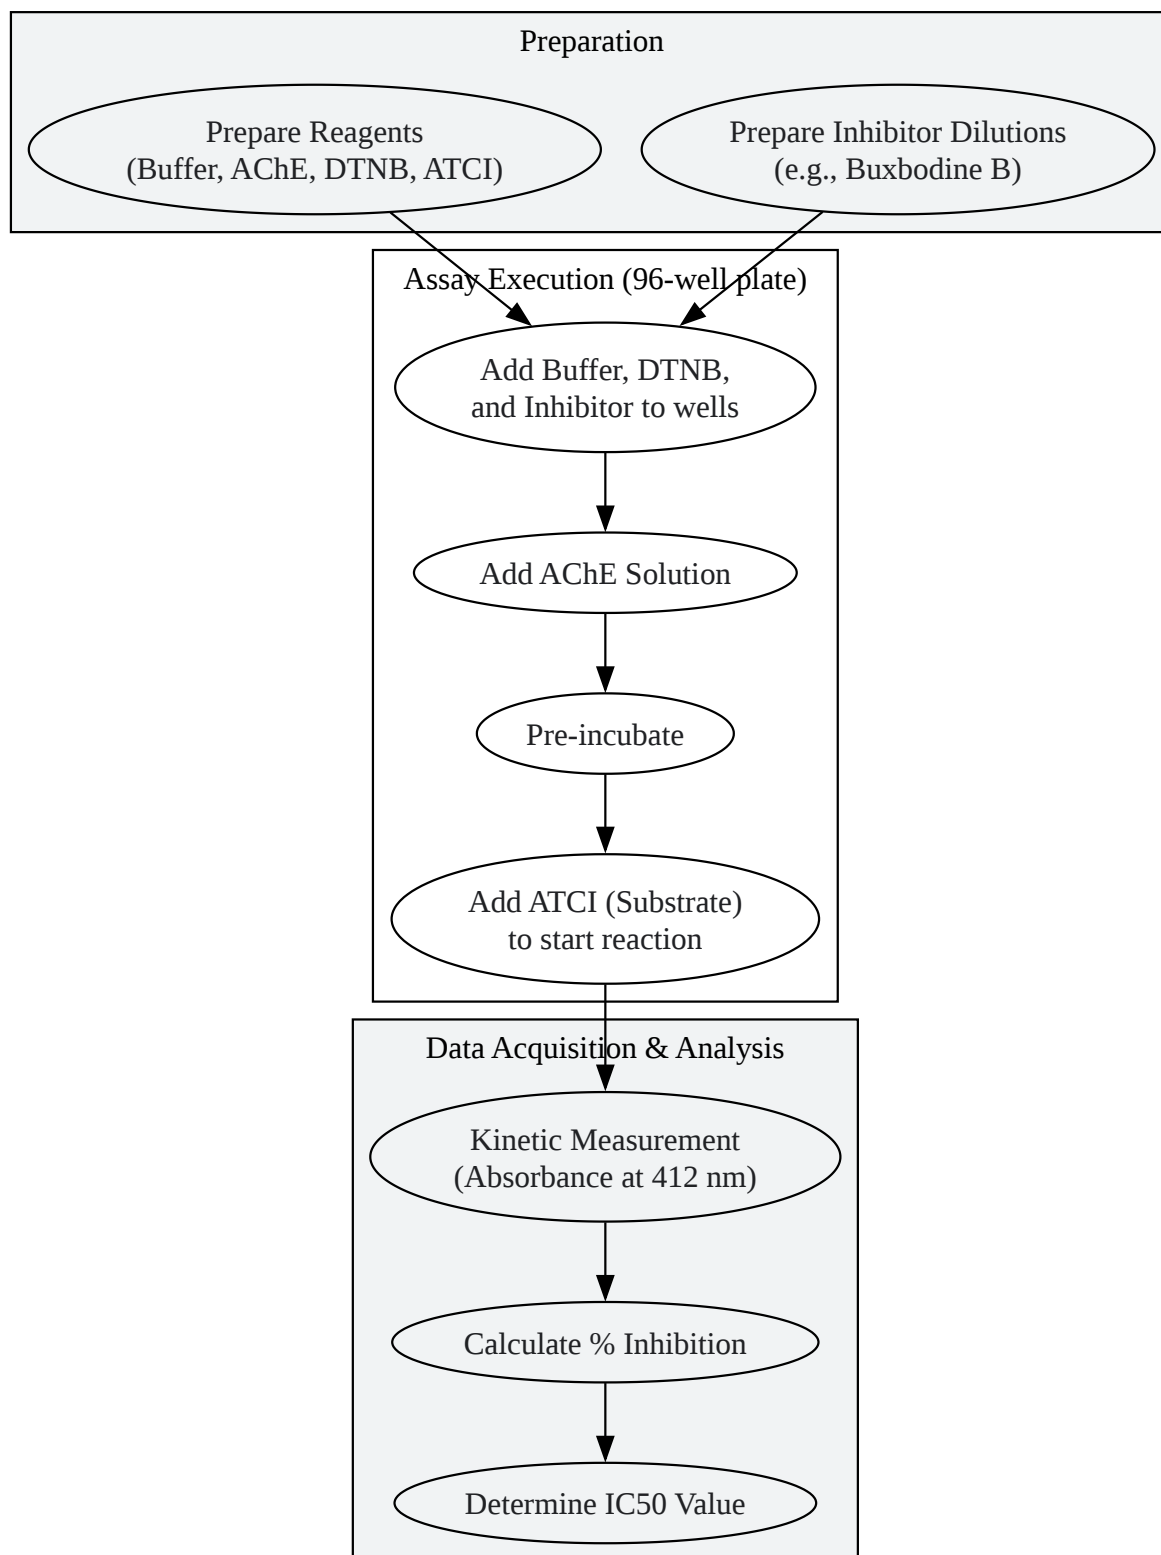 Preparation
Prepare Reagents
(Buffer, AChE, DTNB, ATCI)
Prepare Inhibitor Dilutions
(e.g., Buxbodine B)
Assay Execution (96-well plate)
Add Buffer, DTNB,
and Inhibitor to wells
Add AChE Solution
Pre-incubate
Add ATCI (Substrate)
to start reaction
Data Acquisition & Analysis
Kinetic Measurement
(Absorbance at 412 nm)
Calculate % Inhibition
Determine IC50 Value